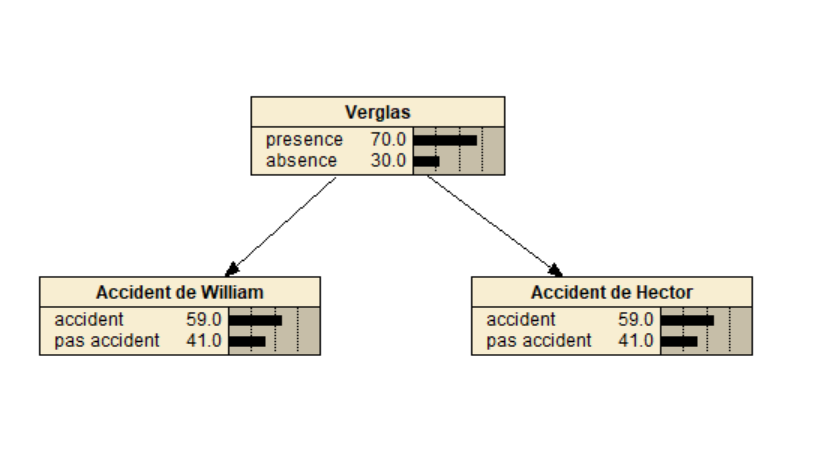 Verglas
presence 70.0
absence 30.0
Accident de William
accident 59.0
pas accident 41.0
Accident de Hector
accident 59.0
pas accident 41.0